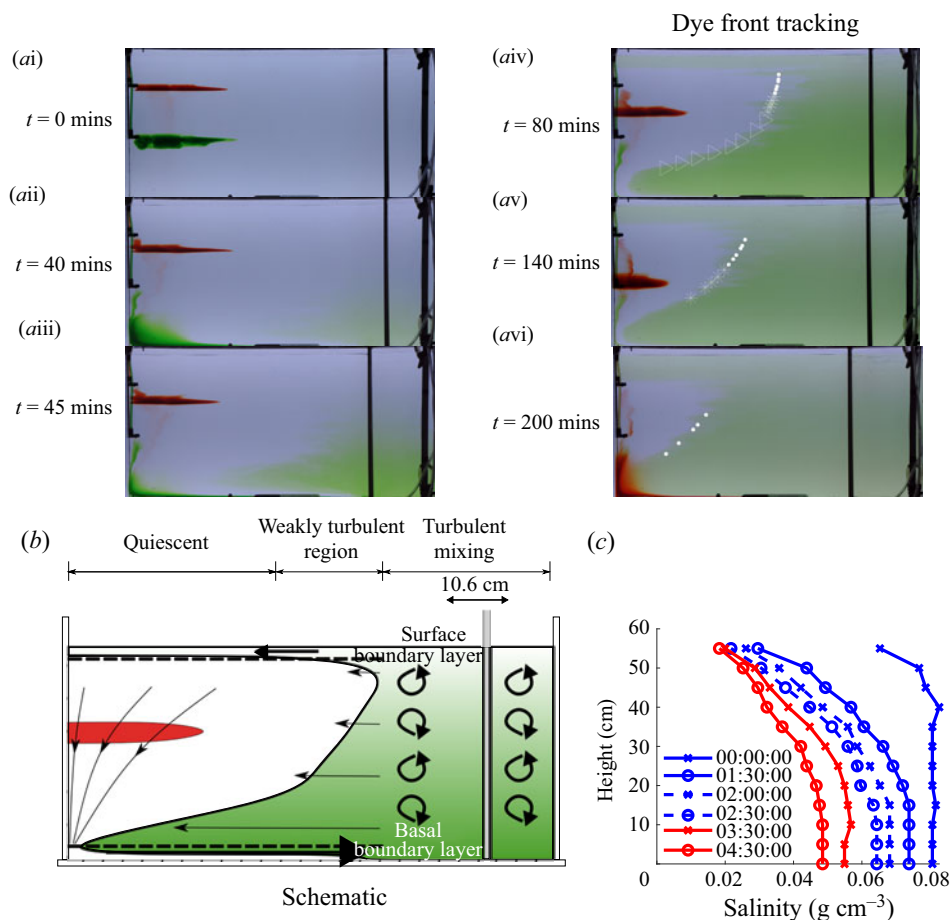 Dye front tracking
(ai)
t = 0 mins
(aii)
t = 40 mins
(aiii)
t = 45 mins
(aiv)
t = 80 mins
(av)
t = 140 mins
(avi)
t = 200 mins
(b)
Quiescent
Weakly turbulent
region
Turbulent
mixing
10.6 cm
Surface
boundary layer
Basal
boundary layer
Schematic
(c)
60
50
40
30
20
10
0
0.02
0.04
0.06
0.08
Height (cm)
Salinity (g cm⁻³)
00:00:00
01:30:00
02:00:00
02:30:00
03:30:00
04:30:00